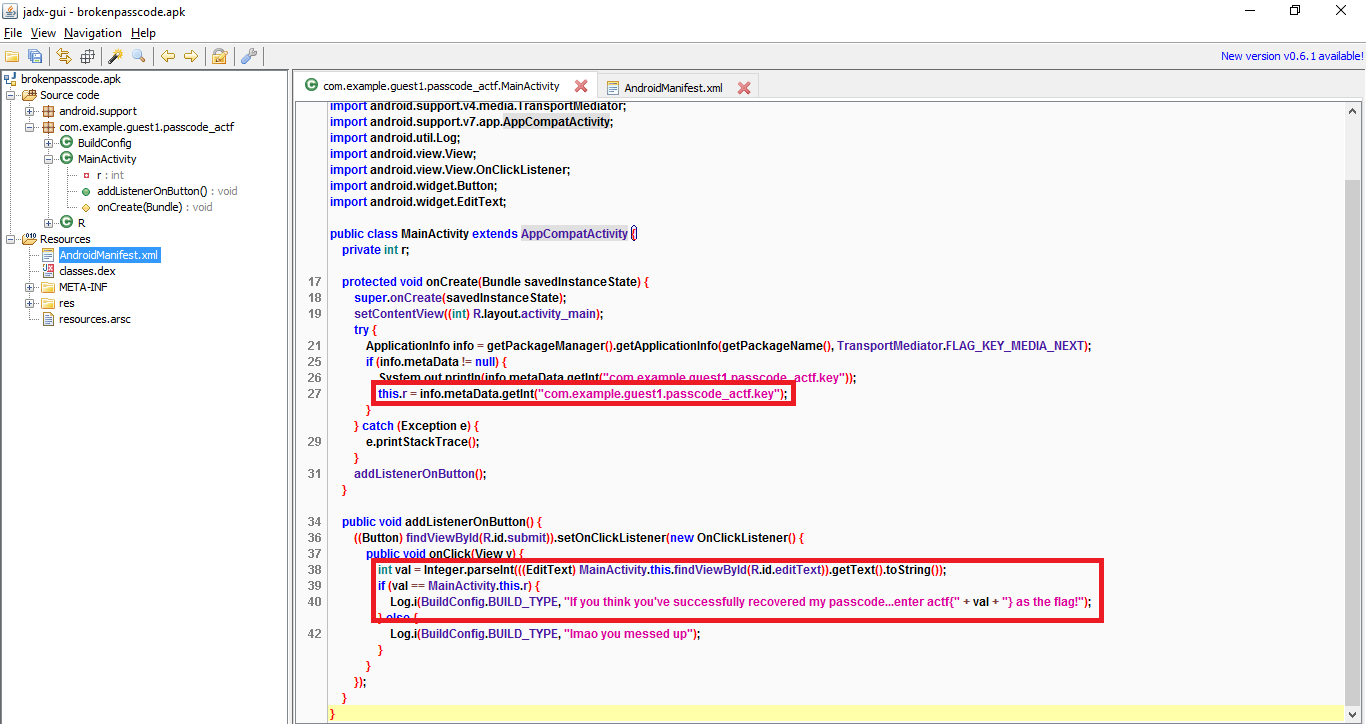 jadx-gui - brokenpasscode.apk
File View Navigation Help
New version v0.6.1 available!
brokenpasscode.apk
Source code
android.support
com.example.guest1.passcode_actf
BuildConfig
MainActivity
r : int
addListenerOnButton() : void
onCreate(Bundle) : void
R
Resources
AndroidManifest.xml
classes.dex
META-INF
res
resources.arsc
com.example.guest1.passcode_actf.MainActivity
AndroidManifest.xml
import android.support.v4.media.TransportMediator;
import android.support.v7.app.AppCompatActivity;
import android.util.Log;
import android.view.View;
import android.view.View.OnClickListener;
import android.widget.Button;
import android.widget.EditText;
public class MainActivity extends AppCompatActivity {
private int r;
17 protected void onCreate(Bundle savedInstanceState) {
18 super.onCreate(savedInstanceState);
19 setContentView((int) R.layout.activity_main);
try {
21 ApplicationInfo info = getPackageManager().getApplicationInfo(getPackageName(), TransportMediator.FLAG_KEY_MEDIA_NEXT);
25 if (info.metaData != null) {
26 System.out.println(info.metaData.getInt("com.example.guest1.passcode_actf.key"));
27 this.r = info.metaData.getInt("com.example.guest1.passcode_actf.key");
}
} catch (Exception e) {
29 e.printStackTrace();
}
31 addListenerOnButton();
}
34 public void addListenerOnButton() {
36 ((Button) findViewById(R.id.submit)).setOnClickListener(new OnClickListener() {
37 public void onClick(View v) {
38 int val = Integer.parseInt(((EditText) MainActivity.this.findViewById(R.id.editText)).getText().toString());
39 if (val == MainActivity.this.r) {
40 Log.i(BuildConfig.BUILD_TYPE, "If you think you've successfully recovered my passcode...enter actf{" + val + "} as the flag!");
} else {
42 Log.i(BuildConfig.BUILD_TYPE, "lmao you messed up");
}
}
});
}
}